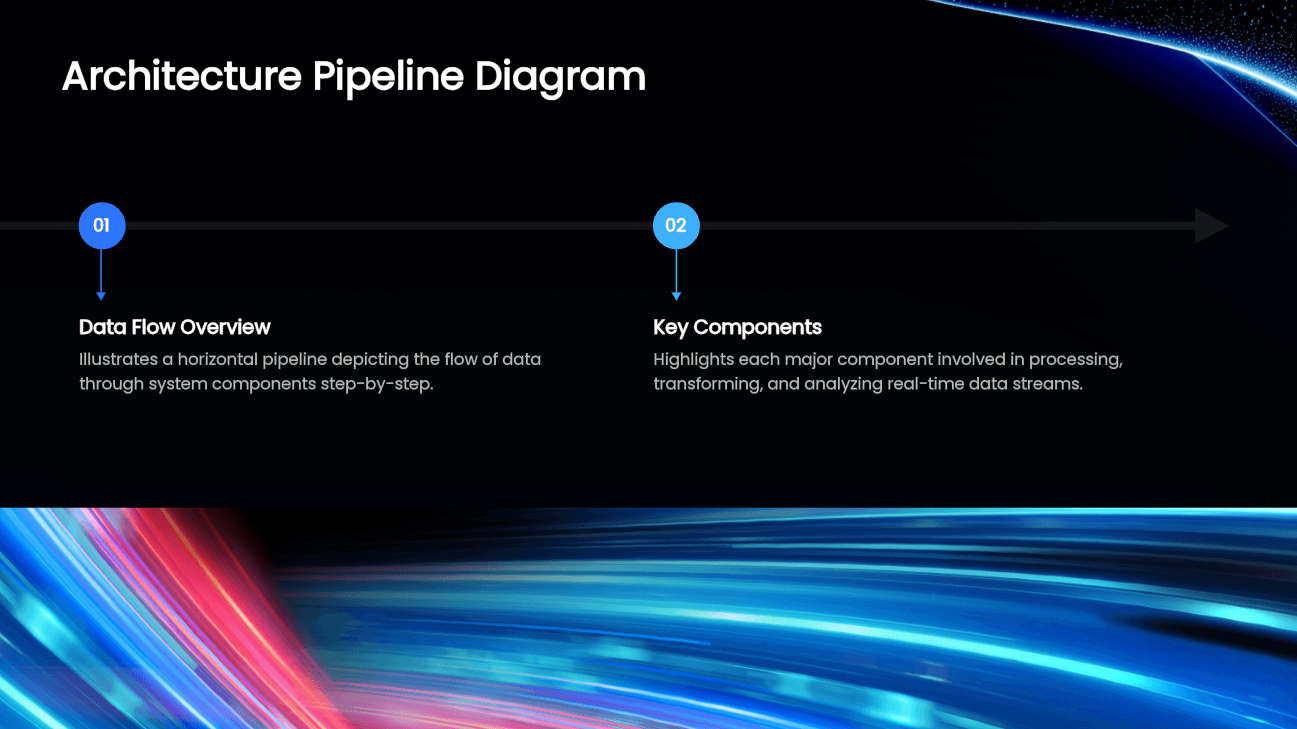 Architecture Pipeline Diagram
01
02
Data Flow Overview
Illustrates a horizontal pipeline depicting the flow of data
through system components step-by-step.
Key Components
Highlights each major component involved in processing,
transforming, and analyzing real-time data streams.